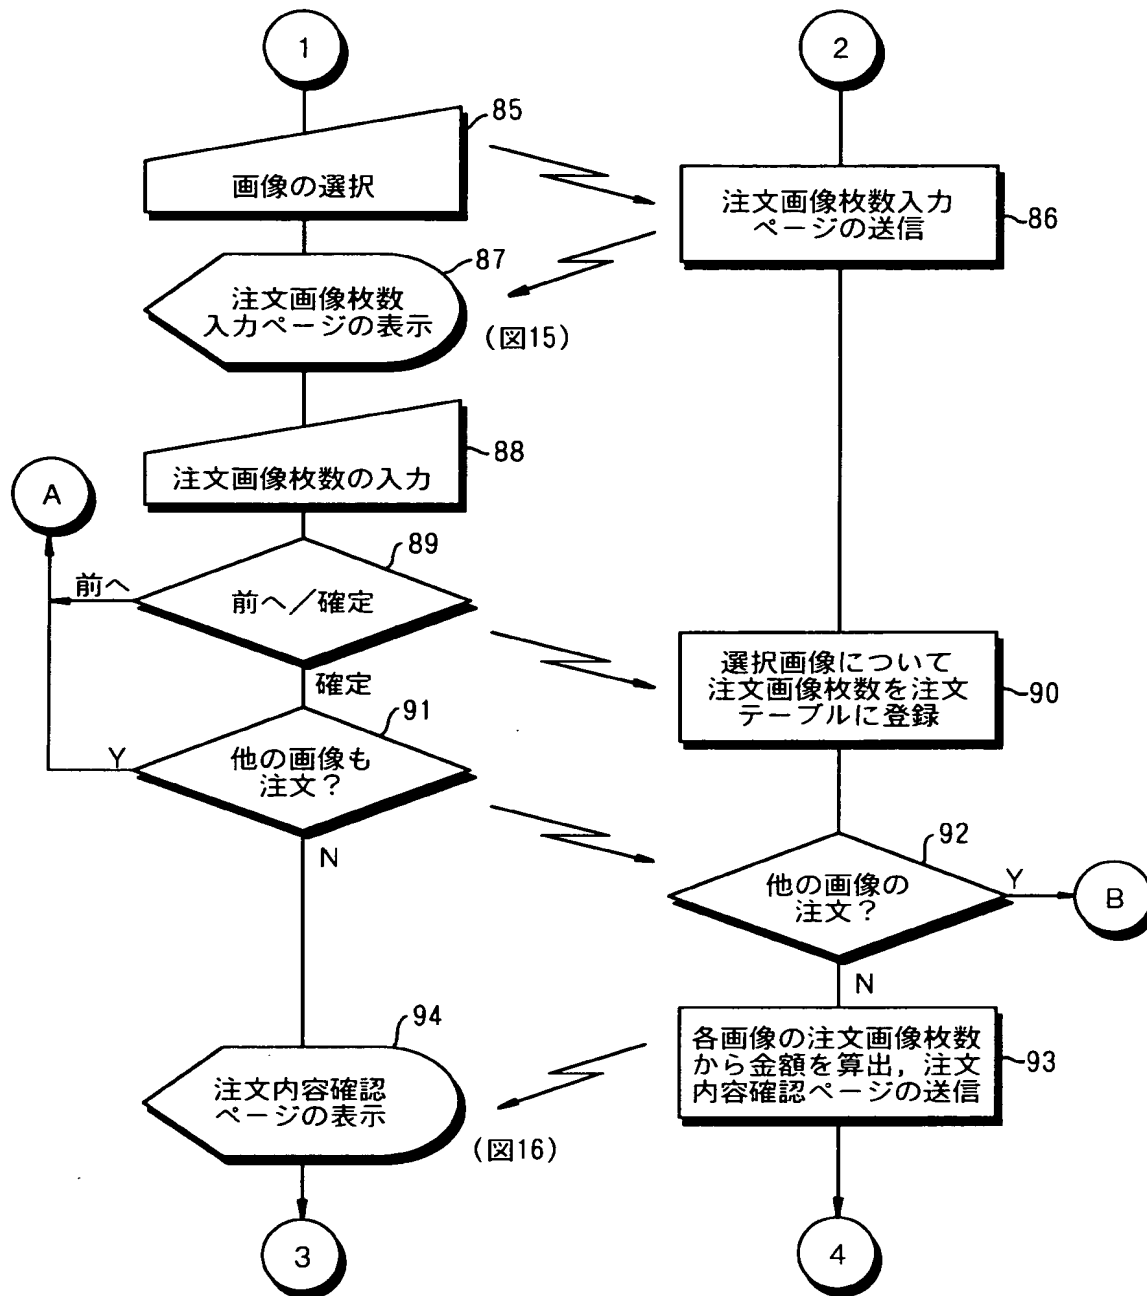 1
2
85
画像の選択
注文画像枚数入力
ページの送信
86
87
注文画像枚数
入力ページの表示
(図15)
88
注文画像枚数の入力
A
89
前へ
前へ／確定
確定
選択画像について
注文画像枚数を注文
テーブルに登録
90
91
Y
他の画像も
注文？
N
92
他の画像の
注文？
Y
B
N
94
注文内容確認
ページの表示
(図16)
各画像の注文画像枚数
から金額を算出，注文
内容確認ページの送信
93
3
4